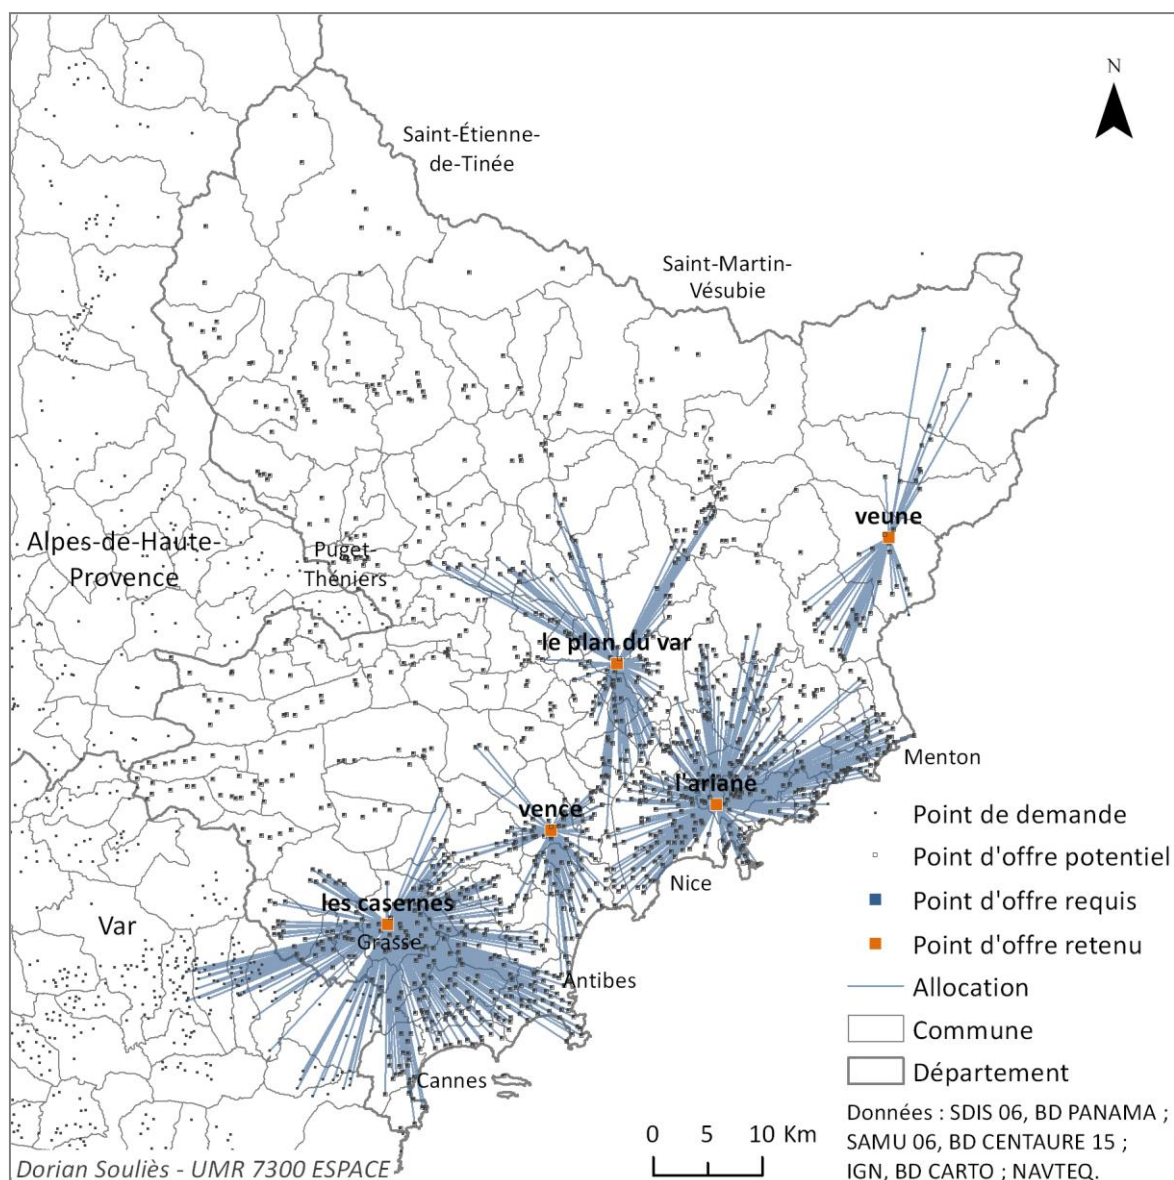 N
Saint-Étienne-
de-Tinée
Saint-Martin-
Vésubie
veune
Alpes-de-Haute-
Provence
Puget-
Théniers
le plan du var
Menton
l'ariane
vence
Point de demande
Point d'offre potentiel
Nice
les casernes
Point d'offre requis
Var
Grasse
Point d'offre retenu
Antibes
Allocation
Commune
Cannes
Département
Données : SDIS 06, BD PANAMA ;
SAMU 06, BD CENTAURE 15 ;
IGN, BD CARTO ; NAVTEQ.
0 5 10 Km
Dorian Souliès - UMR 7300 ESPACE